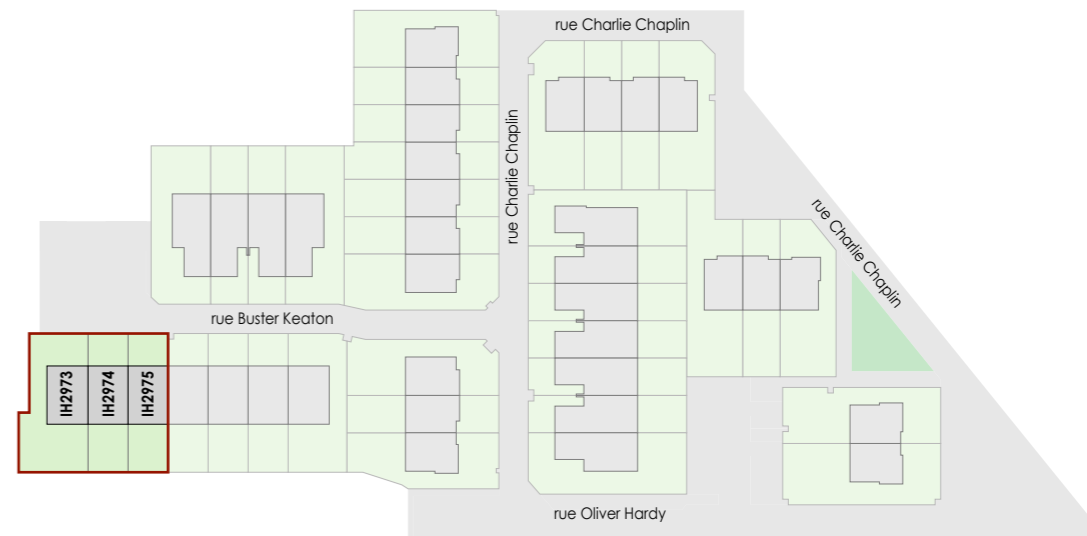 rue Charlie Chaplin
rue Charlie Chaplin
rue Charlie Chaplin
rue Buster Keaton
IH2973
IH2974
IH2975
rue Oliver Hardy